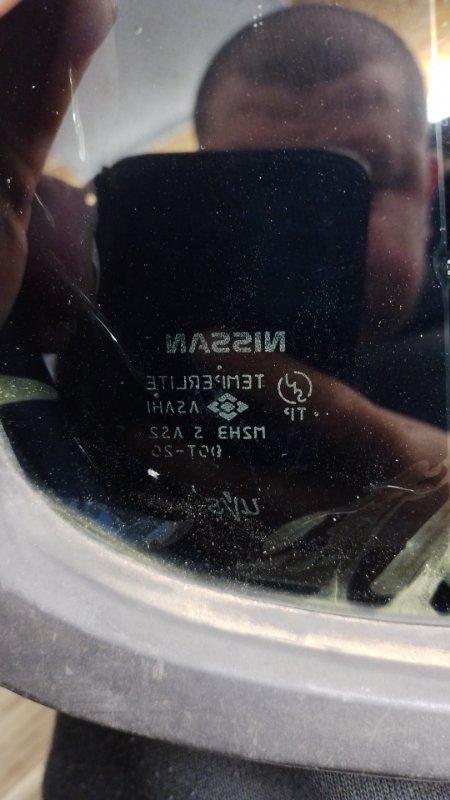 NISSAN
TEMPERLITE
TP ASAHI
M2H3 S AS2
DOT-20